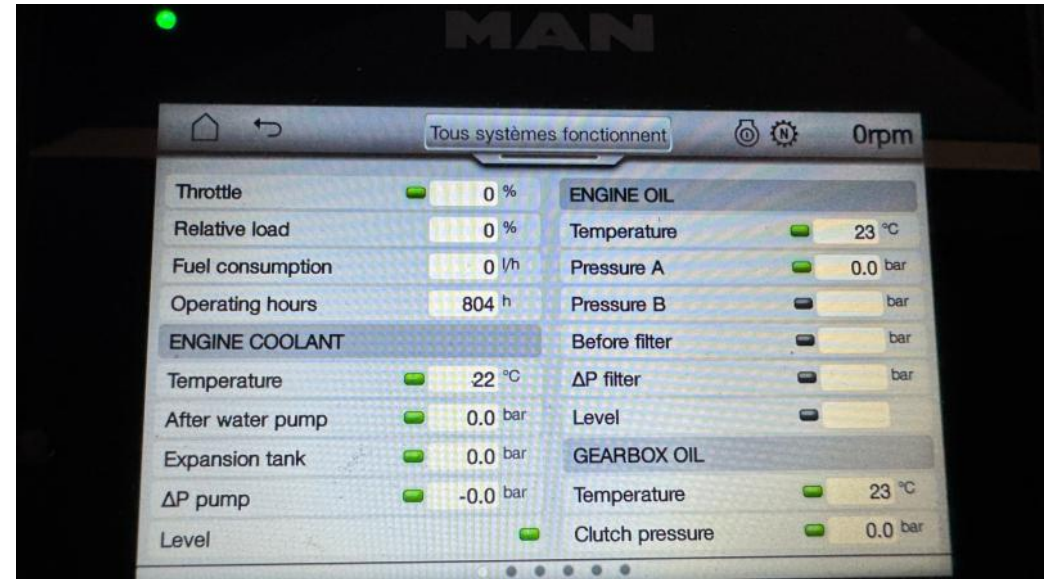 MAN
Tous systèmes fonctionnent N 0rpm
Throttle 0 %
Relative load 0 %
Fuel consumption 0 l/h
Operating hours 804 h
ENGINE COOLANT
Temperature 22 °C
After water pump 0.0 bar
Expansion tank 0.0 bar
ΔP pump -0.0 bar
Level
ENGINE OIL
Temperature 23 °C
Pressure A 0.0 bar
Pressure B bar
Before filter bar
ΔP filter bar
Level
GEARBOX OIL
Temperature 23 °C
Clutch pressure 0.0 bar